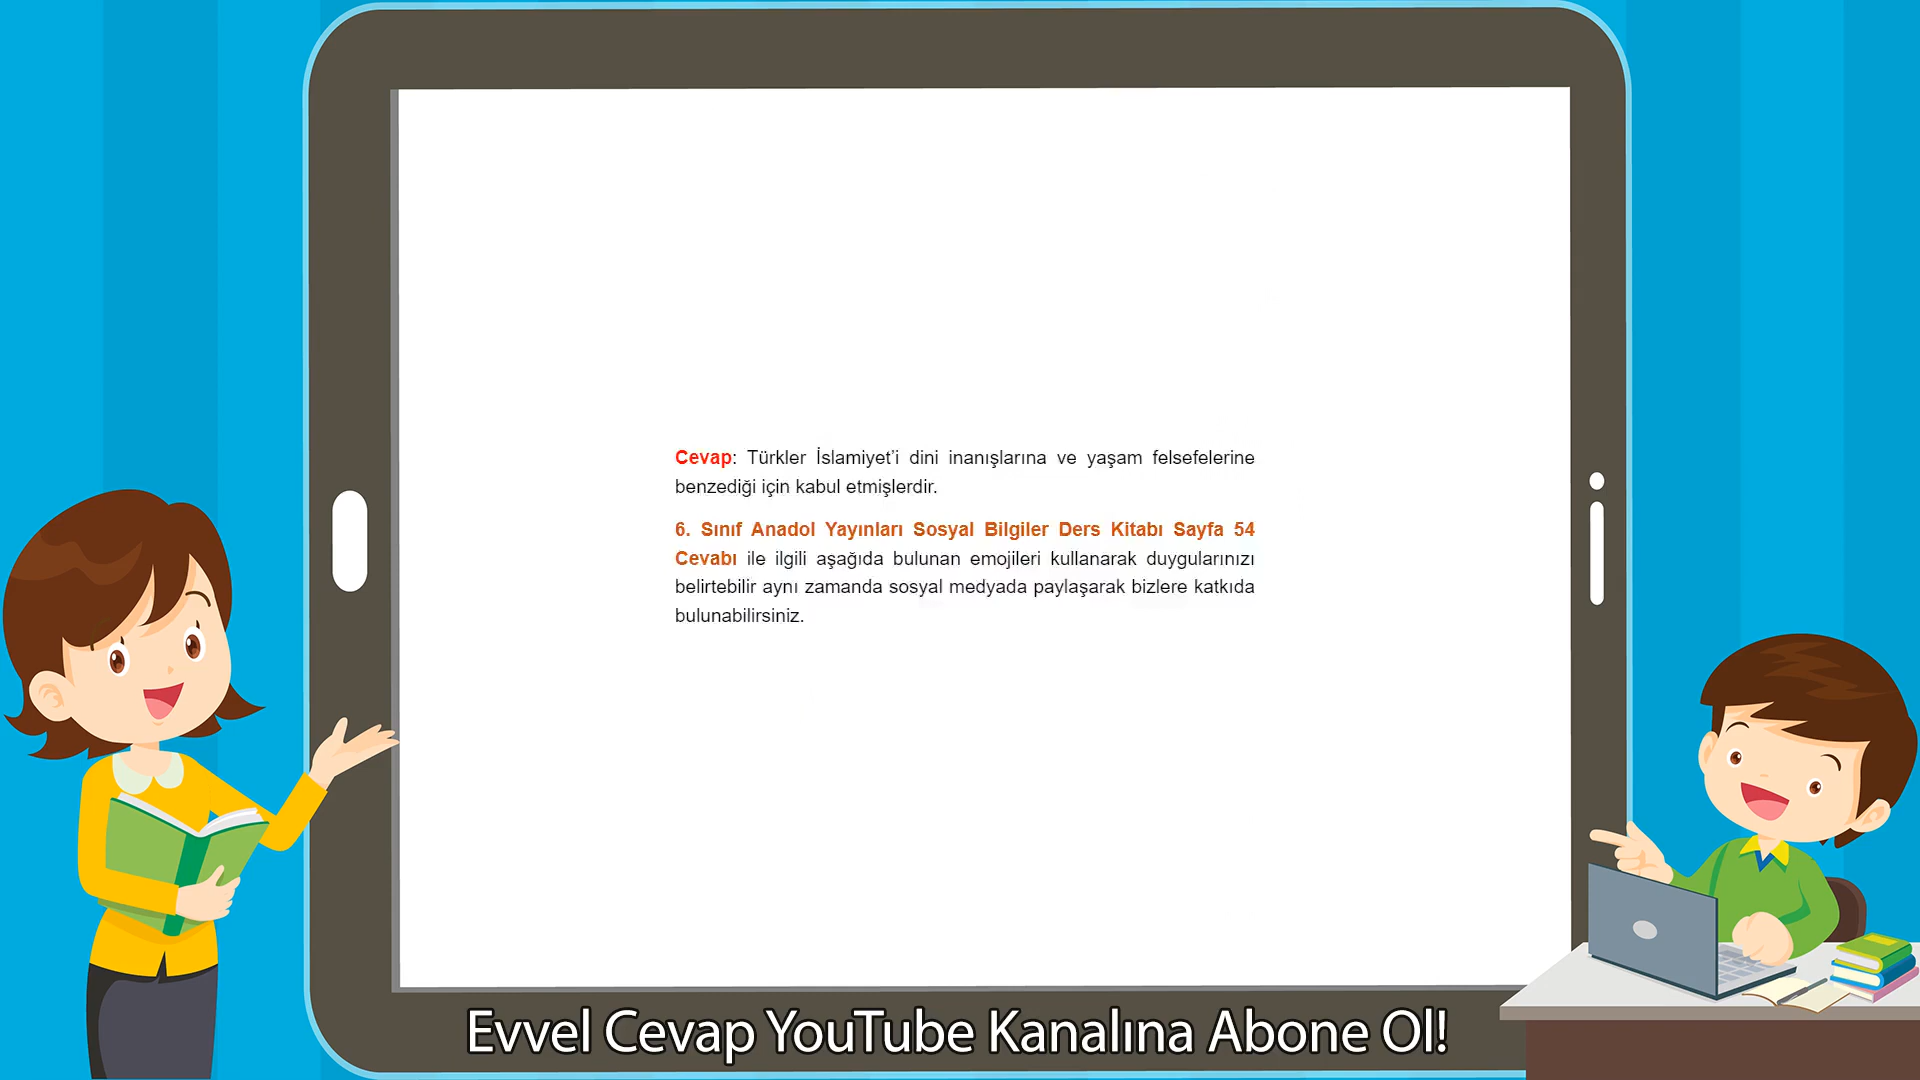 Cevap: Türkler İslamiyet’i dini inanışlarına ve yaşam felsefelerine
benzediği için kabul etmişlerdir.
6. Sınıf Anadol Yayınları Sosyal Bilgiler Ders Kitabı Sayfa 54
Cevabı ile ilgili aşağıda bulunan emojileri kullanarak duygularınızı
belirtebilir aynı zamanda sosyal medyada paylaşarak bizlere katkıda
bulunabilirsiniz.
Evvel Cevap YouTube Kanalına Abone Ol!